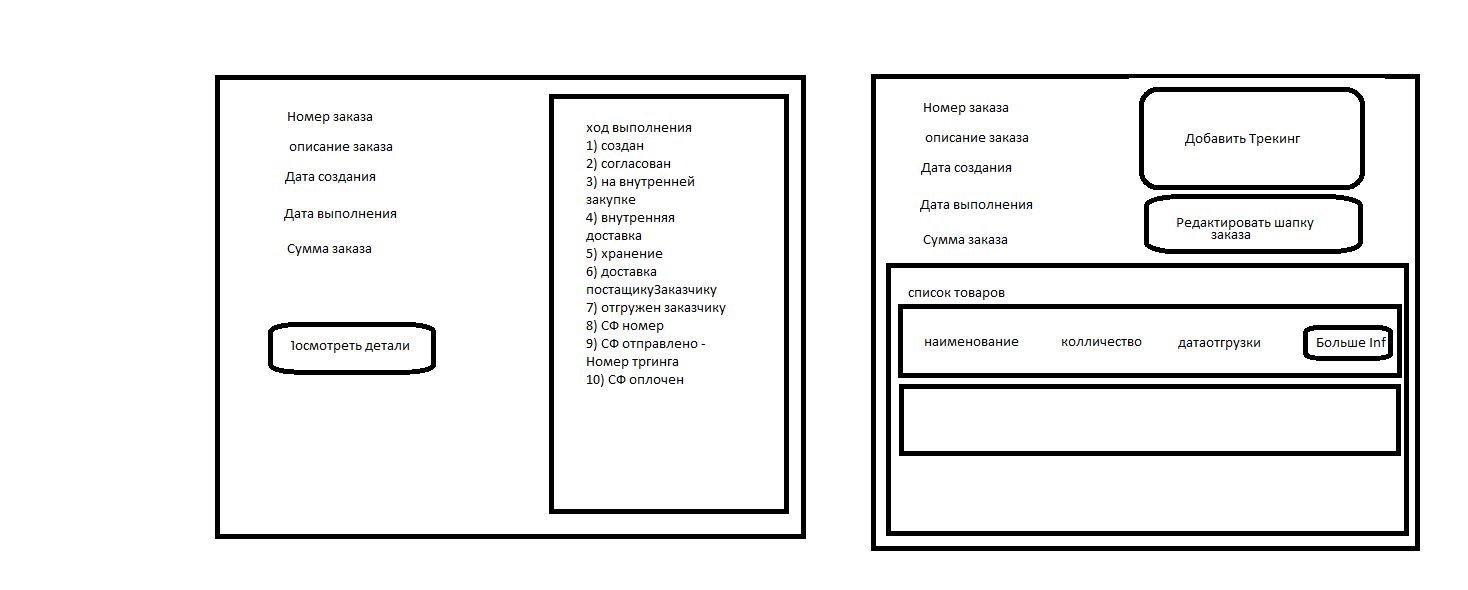 Номер заказа
описание заказа
Дата создания
Дата выполнения
Сумма заказа
Посмотреть детали
ход выполнения
1) создан
2) согласован
3) на внутренней
закупке
4) внутренняя
доставка
5) хранение
6) доставка
постащикуЗаказчику
7) отгружен заказчику
8) СФ номер
9) СФ отправлено -
Номер тргинга
10) СФ оплочен
Номер заказа
описание заказа
Дата создания
Дата выполнения
Сумма заказа
Добавить Трекинг
Редактировать шапку
заказа
список товаров
наименование
колличество
датаотгрузки
Больше Inf